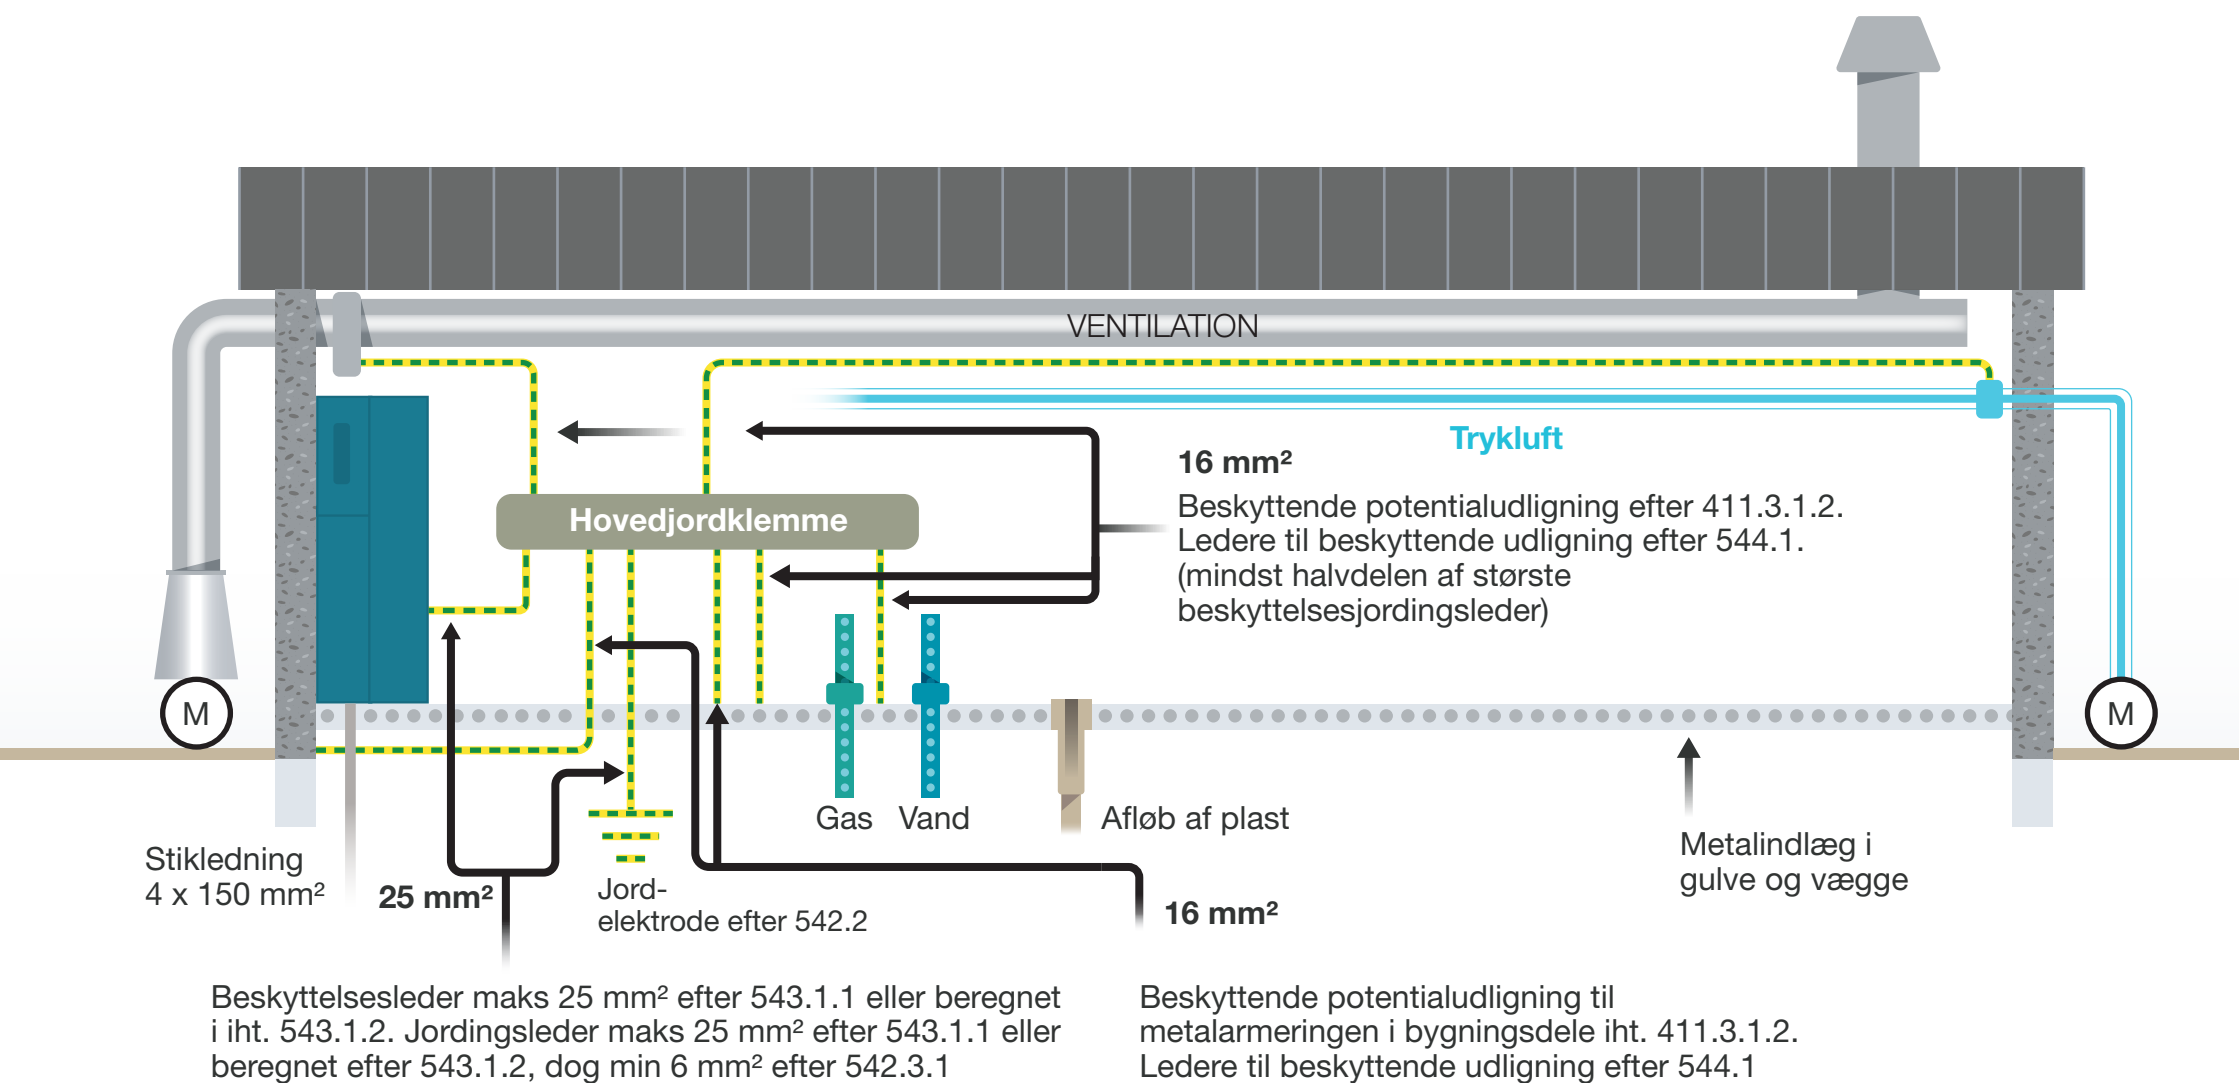 VENTILATION
Trykluft
16 mm²
Beskyttende potentialudligning efter 411.3.1.2.
Ledere til beskyttende udligning efter 544.1.
(mindst halvdelen af største
beskyttelsesjordingsleder)
Hovedjordklemme
M
M
Gas
Vand
Afløb af plast
Metalindlæg i
gulve og vægge
Stikledning
4 x 150 mm²
25 mm²
Jord-
elektrode efter 542.2
16 mm²
Beskyttelsesleder maks 25 mm² efter 543.1.1 eller beregnet
i iht. 543.1.2. Jordingsleder maks 25 mm² efter 543.1.1 eller
beregnet efter 543.1.2, dog min 6 mm² efter 542.3.1
Beskyttende potentialudligning til
metalarmeringen i bygningsdele iht. 411.3.1.2.
Ledere til beskyttende udligning efter 544.1